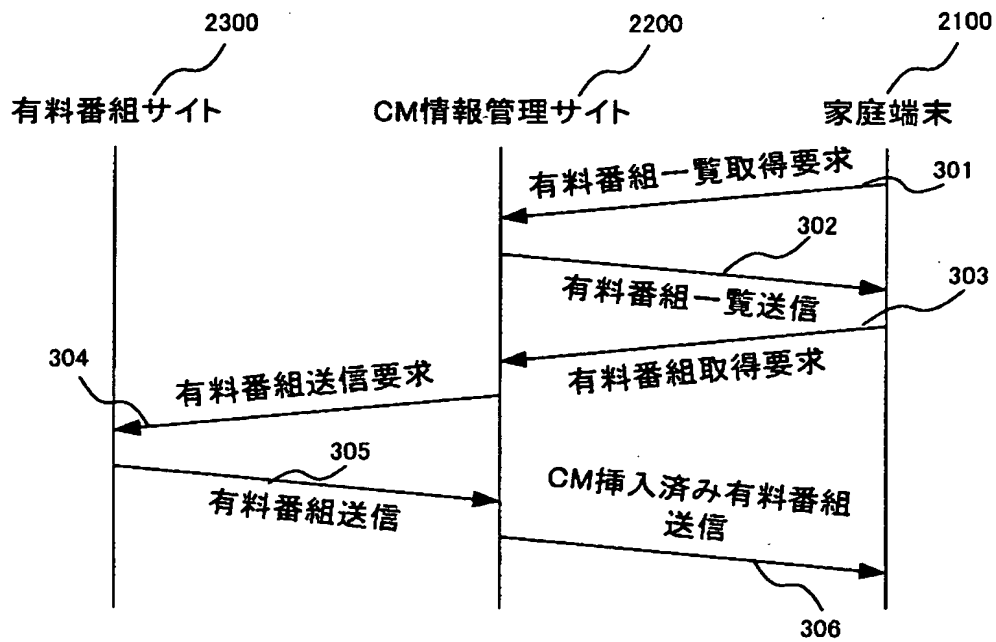 2300
2200
2100
有料番組サイト
CM情報管理サイト
家庭端末
有料番組一覧取得要求
301
302
有料番組一覧送信
303
有料番組取得要求
304
有料番組送信要求
305
有料番組送信
CM挿入済み有料番組
送信
306